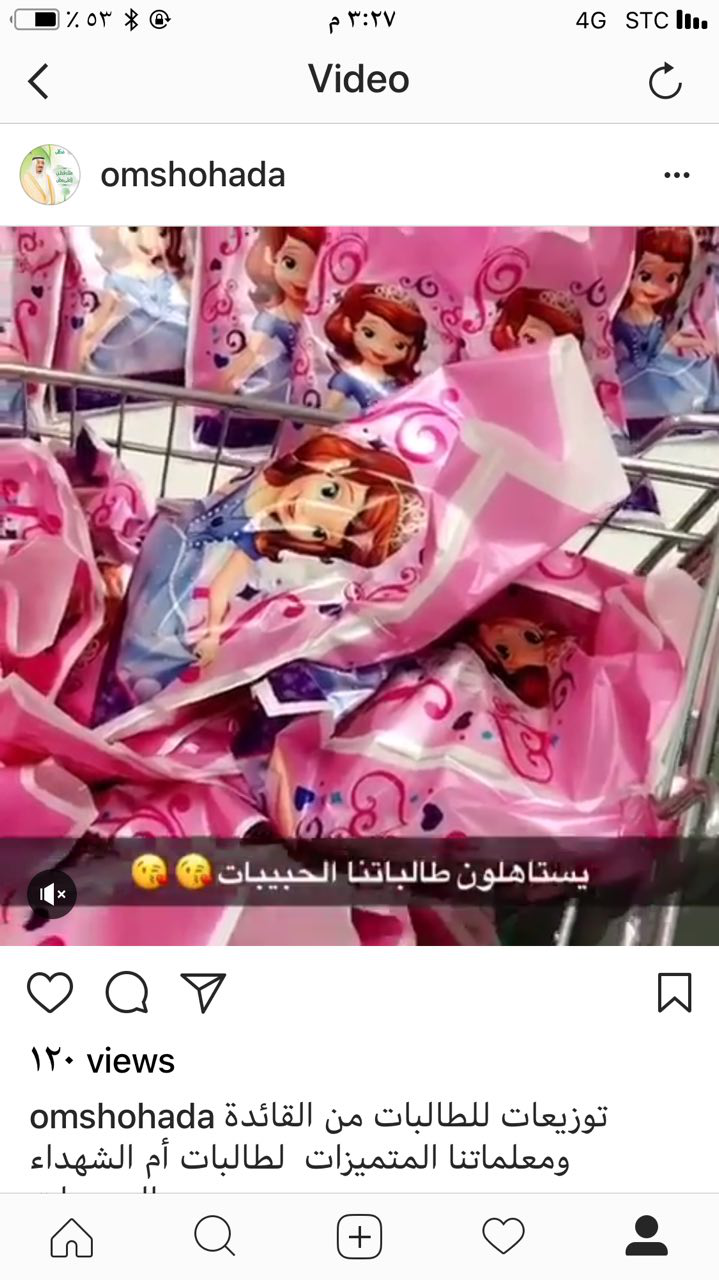 ٪ ٥٣ ٣:٢٧ م 4G STC
Video
omshohada
يستاهلون طالباتنا الحبيبات😘😘
١٢٠ views
omshohada توزيعات للطالبات من القائدة
ومعلماتنا المتميزات لطالبات أم الشهداء